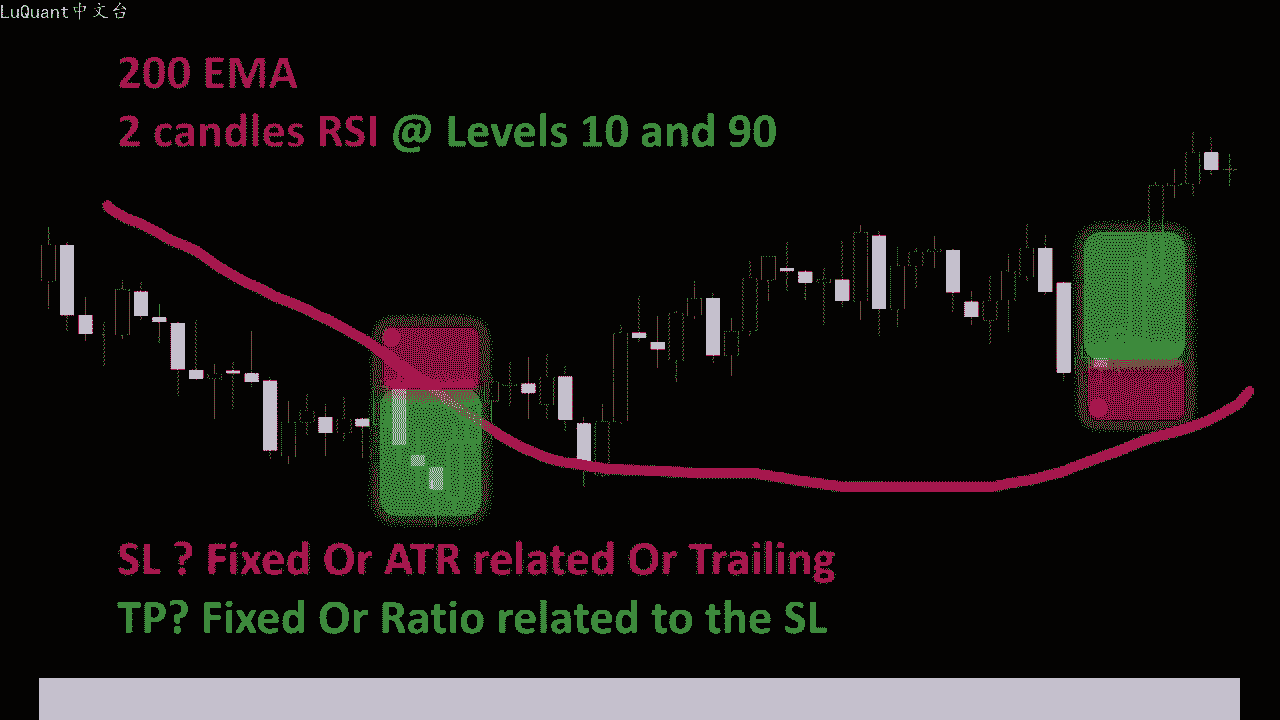 LuQuant中文台
200 EMA
2 candles RSI @ Levels 10 and 90
SL ? Fixed Or ATR related Or Trailing
TP? Fixed Or Ratio related to the SL